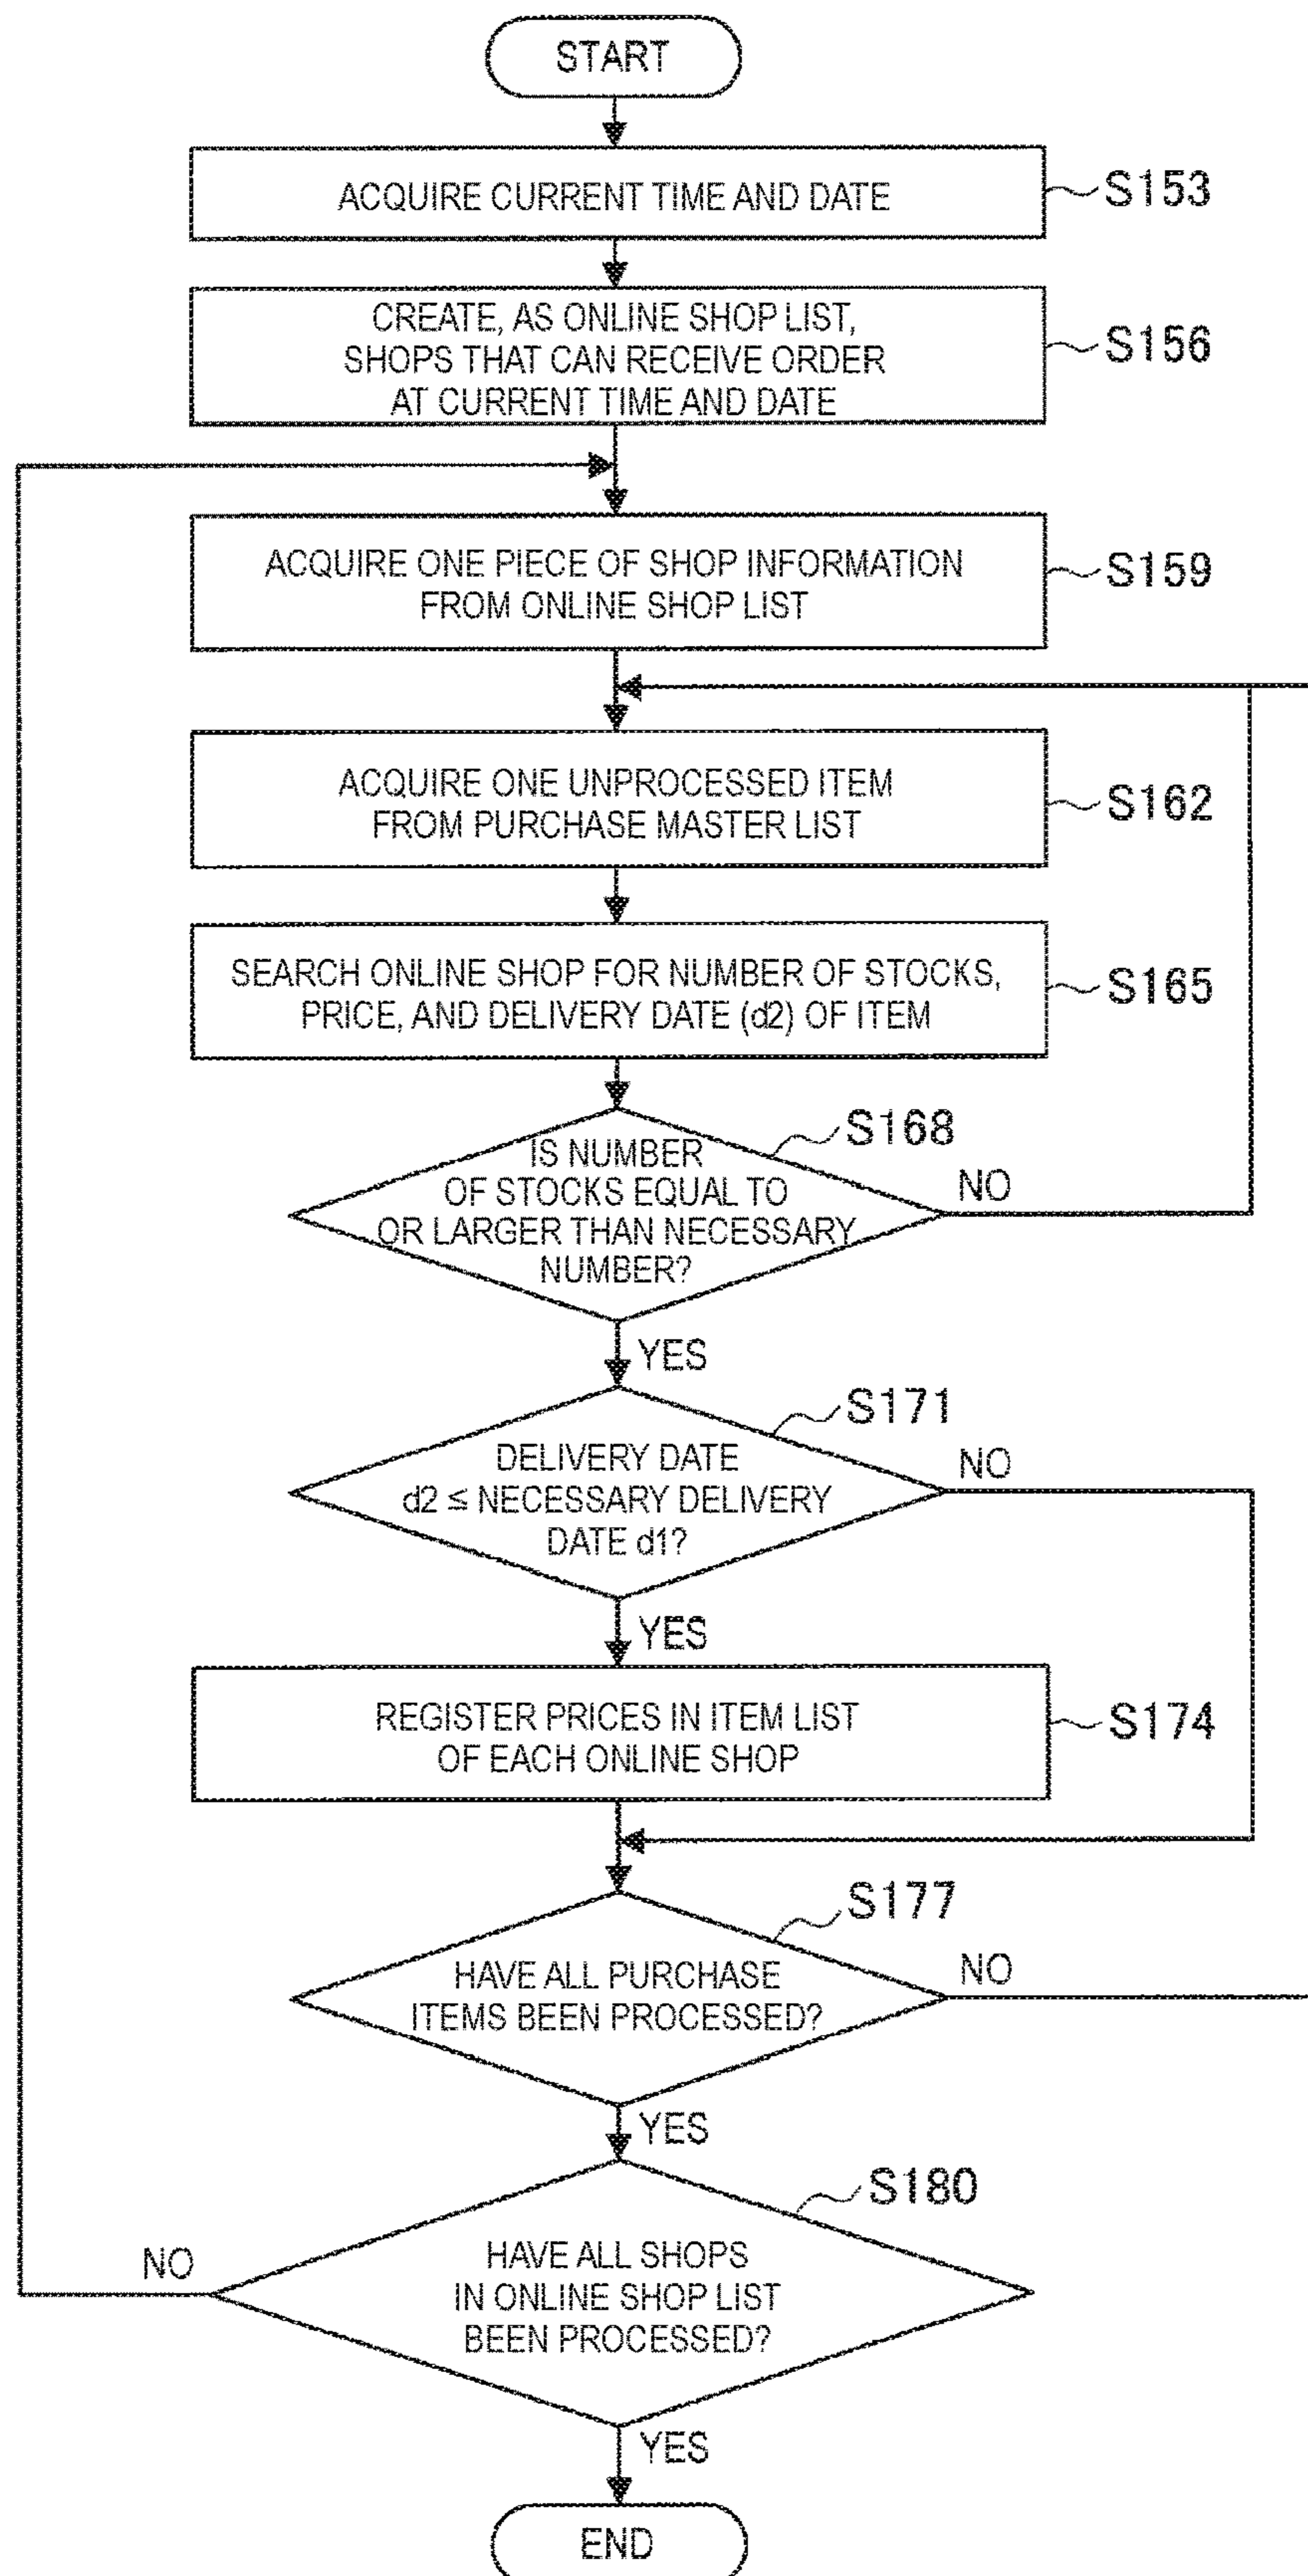 START
ACQUIRE CURRENT TIME AND DATE
S153
CREATE, AS ONLINE SHOP LIST,
SHOPS THAT CAN RECEIVE ORDER
AT CURRENT TIME AND DATE
S156
ACQUIRE ONE PIECE OF SHOP INFORMATION
FROM ONLINE SHOP LIST
S159
ACQUIRE ONE UNPROCESSED ITEM
FROM PURCHASE MASTER LIST
S162
SEARCH ONLINE SHOP FOR NUMBER OF STOCKS,
PRICE, AND DELIVERY DATE (d2) OF ITEM
S165
S168
IS NUMBER
OF STOCKS EQUAL TO
OR LARGER THAN NECESSARY
NUMBER?
NO
YES
S171
DELIVERY DATE
d2 ≤ NECESSARY DELIVERY
DATE d1?
NO
YES
REGISTER PRICES IN ITEM LIST
OF EACH ONLINE SHOP
S174
S177
HAVE ALL PURCHASE
ITEMS BEEN PROCESSED?
NO
YES
S180
HAVE ALL SHOPS
IN ONLINE SHOP LIST
BEEN PROCESSED?
NO
YES
END